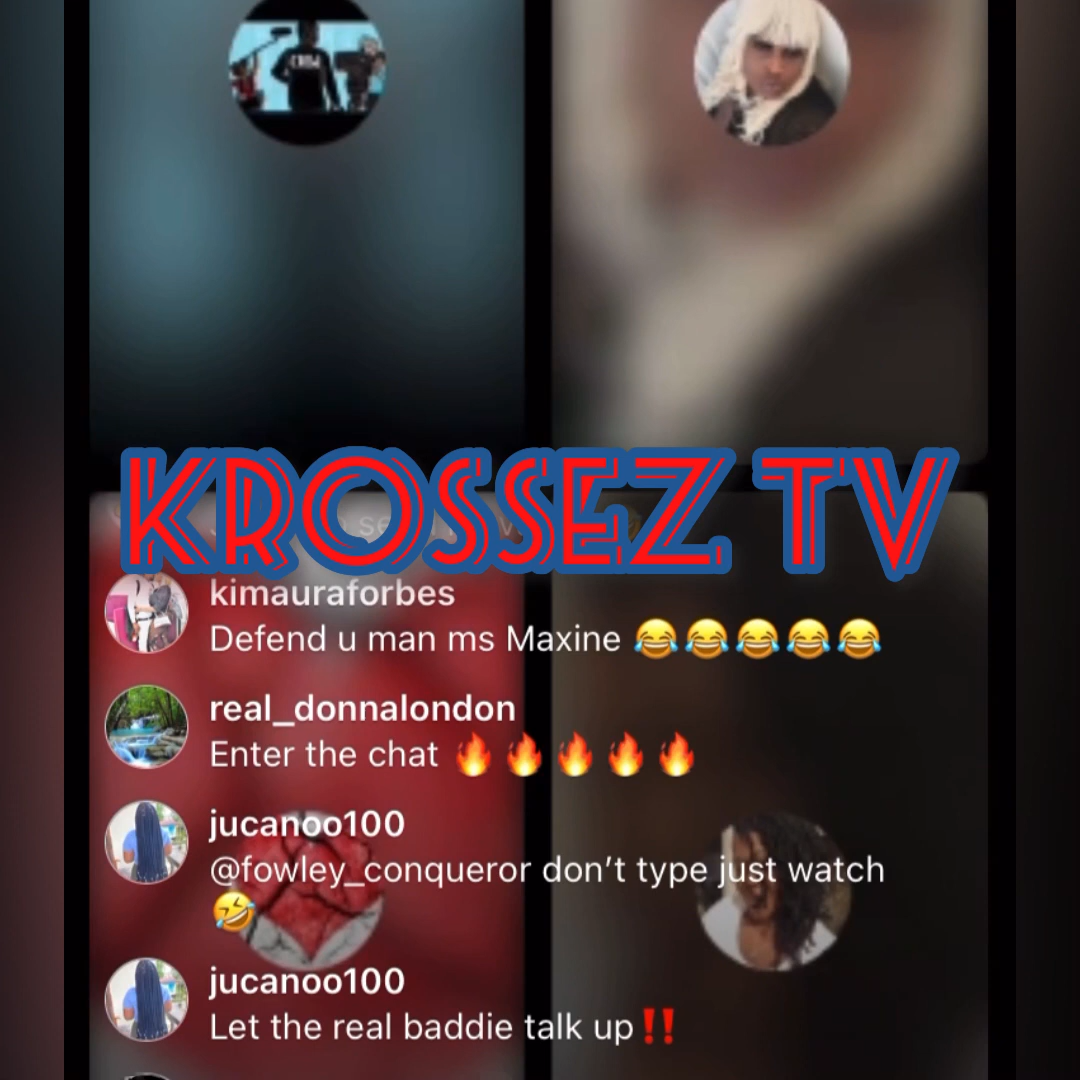 KROSSEZ TV
kimauraforbes
Defend u man ms Maxine 😂😂😂😂😂
real_donnalondon
Enter the chat 🔥🔥🔥🔥🔥
jucanoo100
@fowley_conqueror don’t type just watch
🤣
jucanoo100
Let the real baddie talk up‼️